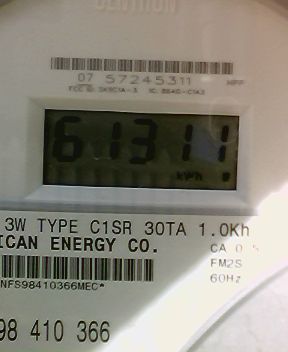 CENTRON
07 57245311
61311
kWh
3W TYPE C1SR 30TA 1.0Kh
ICAN ENERGY CO.
CA 0.5
FM2S
60Hz
NFS98410366MEC*
98 410 366